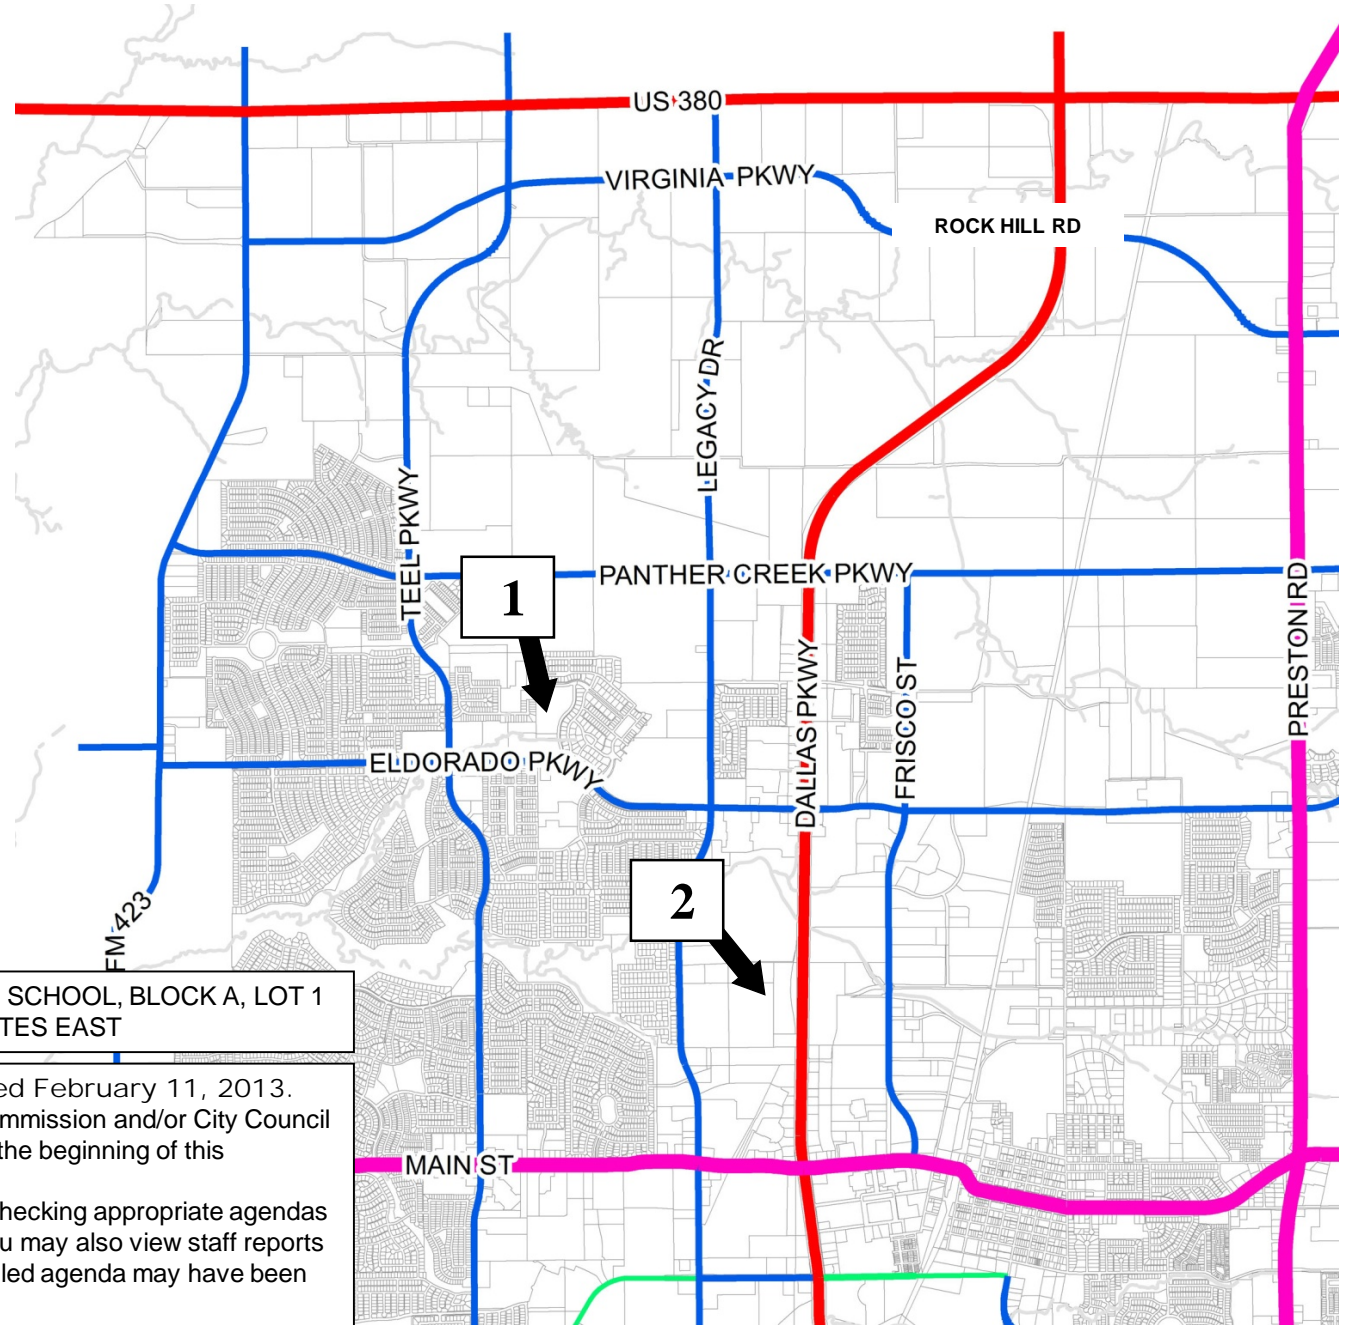 US 380
VIRGINIA PKWY
ROCK HILL RD
LEGACY DR
TEEL PKWY
1
PANTHER CREEK PKWY
PRESTON RD
DALLAS PKWY
FRISCO ST
ELDORADO PKWY
2
FM 423
SCHOOL, BLOCK A, LOT 1
TES EAST
ed February 11, 2013.
mmission and/or City Council
the beginning of this
MAIN ST
hecking appropriate agendas
u may also view staff reports
led agenda may have been